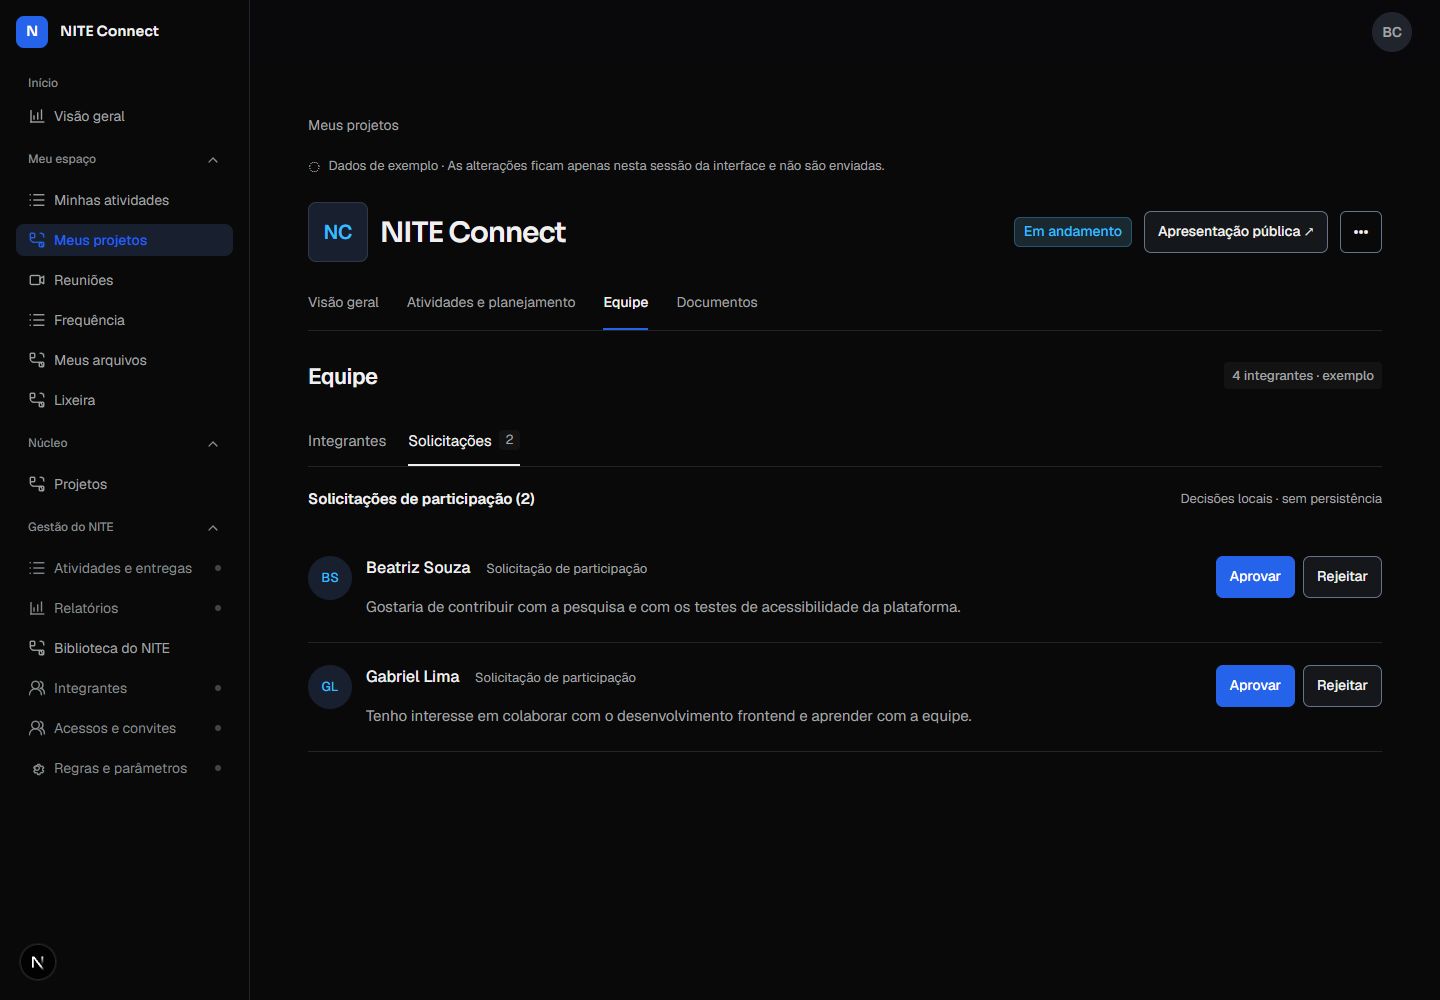 N NITE Connect
BC
Início
Visão geral
Meu espaço
Minhas atividades
Meus projetos
Reuniões
Frequência
Meus arquivos
Lixeira
Núcleo
Projetos
Gestão do NITE
Atividades e entregas
Relatórios
Biblioteca do NITE
Integrantes
Acessos e convites
Regras e parâmetros
N
Meus projetos
Dados de exemplo · As alterações ficam apenas nesta sessão da interface e não são enviadas.
NC NITE Connect
Em andamento
Apresentação pública ↗
•••
Visão geral Atividades e planejamento Equipe Documentos
Equipe
4 integrantes · exemplo
Integrantes Solicitações 2
Solicitações de participação (2)
Decisões locais · sem persistência
BS
Beatriz Souza Solicitação de participação
Gostaria de contribuir com a pesquisa e com os testes de acessibilidade da plataforma.
Aprovar Rejeitar
GL
Gabriel Lima Solicitação de participação
Tenho interesse em colaborar com o desenvolvimento frontend e aprender com a equipe.
Aprovar Rejeitar